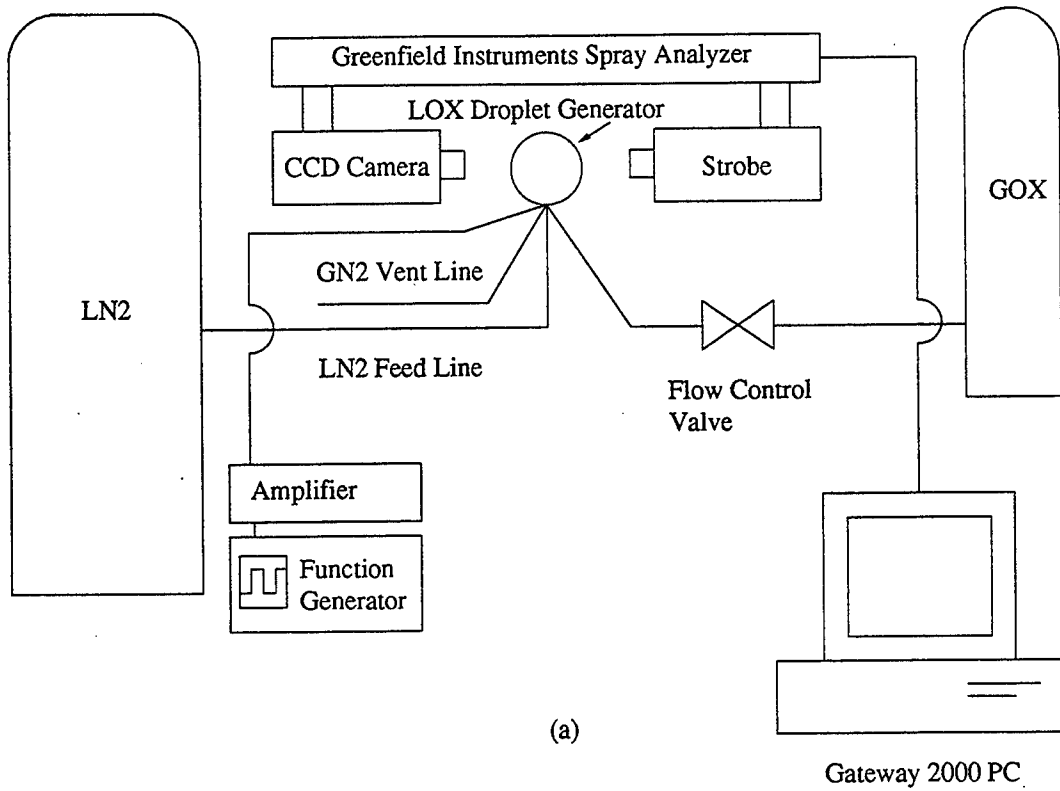 Greenfield Instruments Spray Analyzer
LOX Droplet Generator
CCD Camera
Strobe
GOX
LN2
GN2 Vent Line
LN2 Feed Line
Flow Control
Valve
Amplifier
Function
Generator
(a)
Gateway 2000 PC